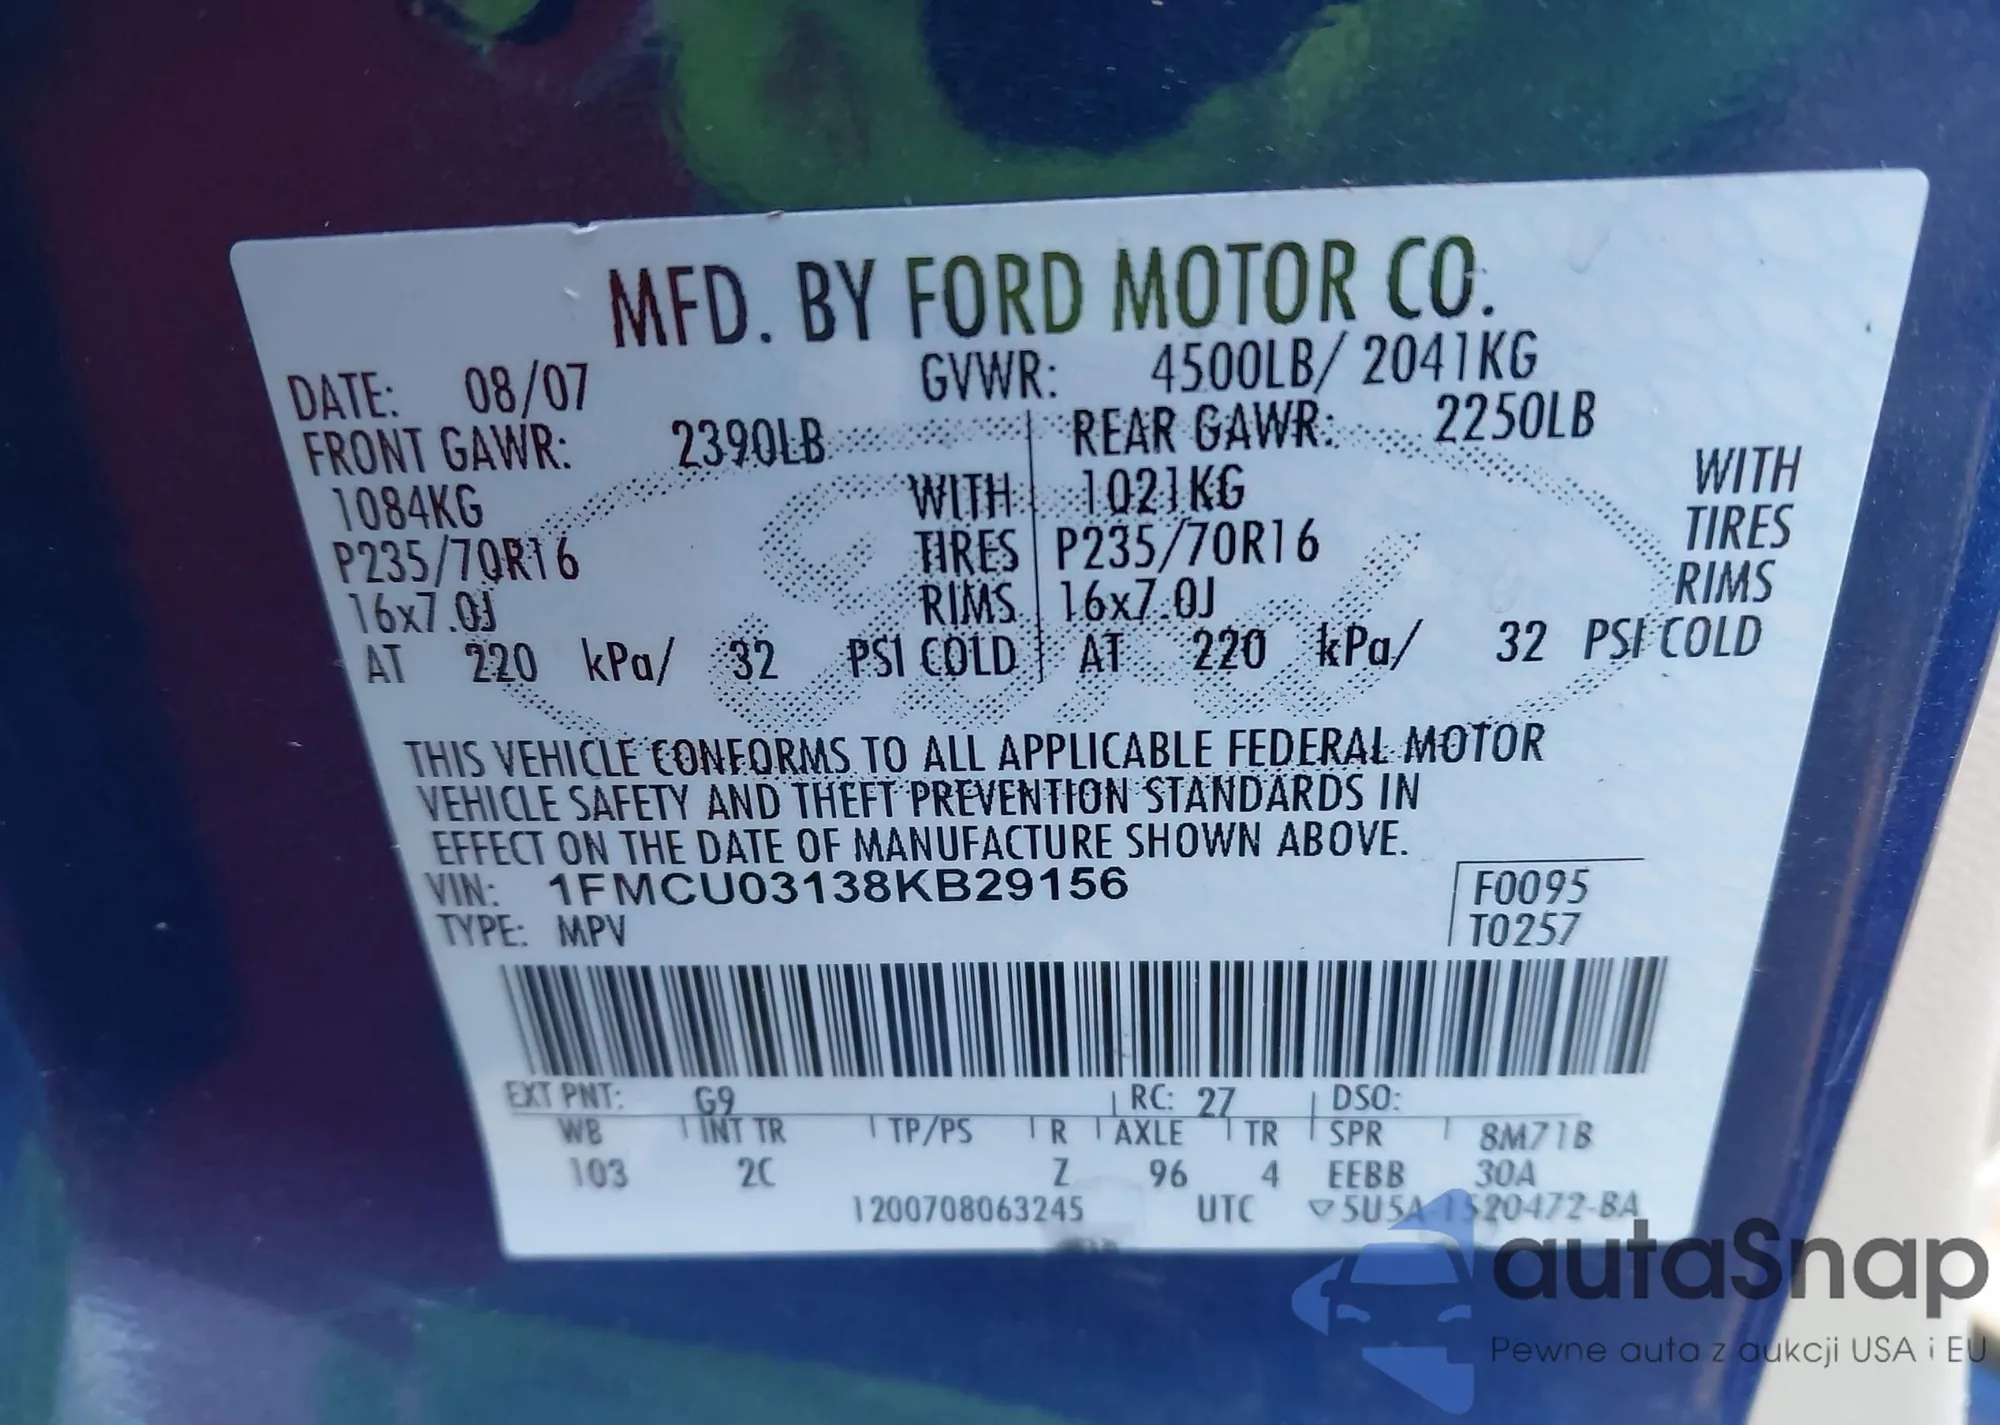 MFD. BY FORD MOTOR CO.
DATE: 08/07 GVWR: 4500LB/ 2041KG
FRONT GAWR: 2390LB REAR GAWR: 2250LB
1084KG WITH 1021KG WITH
P235/70R16 TIRES P235/70R16 TIRES
16x7.0J RIMS 16x7.0J RIMS
AT 220 kPa/ 32 PSI COLD AT 220 kPa/ 32 PSI COLD
THIS VEHICLE CONFORMS TO ALL APPLICABLE FEDERAL MOTOR
VEHICLE SAFETY AND THEFT PREVENTION STANDARDS IN
EFFECT ON THE DATE OF MANUFACTURE SHOWN ABOVE.
VIN: 1FMCU03138KB29156 F0095
TYPE: MPV T0257
EXT PNT: G9 RC: 27 DSO:
WB INT TR TP/PS R AXLE TR SPR 8M71B
103 2C Z 96 4 EEBB 30A
1200708063245 UTC ▽5U5A-1520472-BA
autaSnap
Pewne auta z aukcji USA i EU